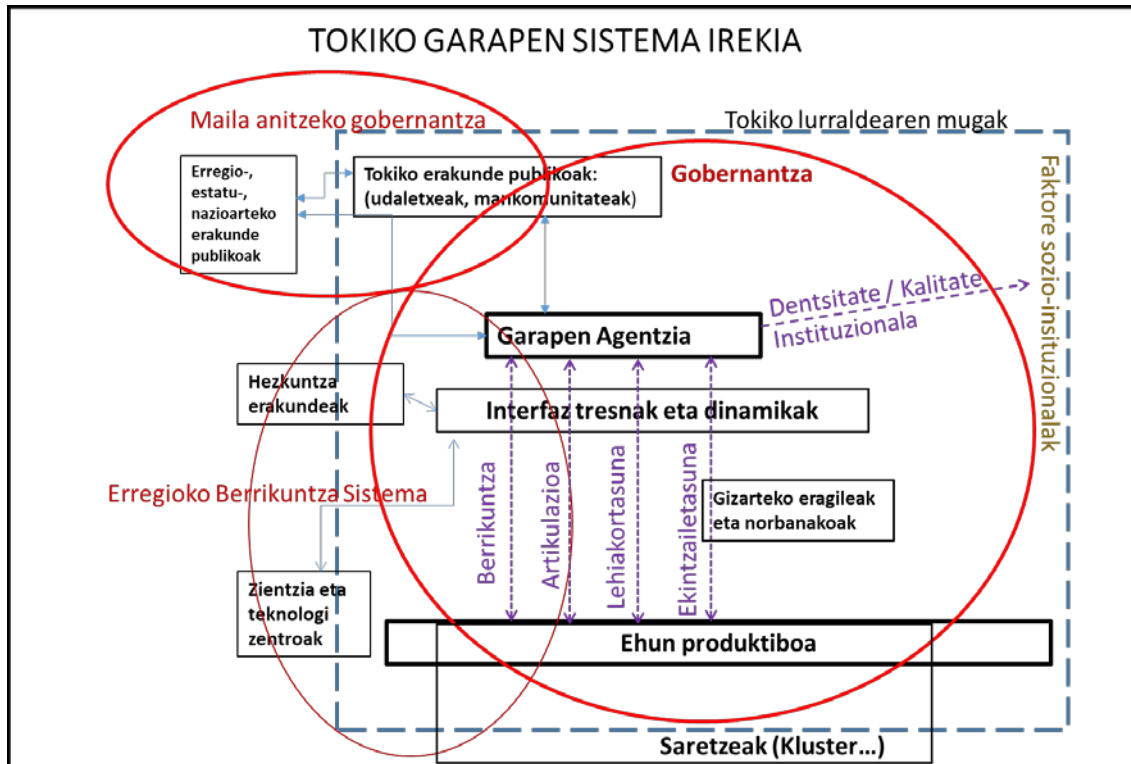 TOKIKO GARAPEN SISTEMA IREKIA
Maila anitzeko gobernantza
Tokiko lurraldearen mugak
Erregio-,
estatu-,
nazioarteko
erakunde
publikoak
Tokiko erakunde publikoak:
(udaletxeak, mankomunitateak)
Gobernantza
Faktore sozio-insituzionalak
Dentsitate / Kalitate
Instituzionala
Garapen Agentzia
Hezkuntza
erakundeak
Interfaz tresnak eta dinamikak
Erregioko Berrikuntza Sistema
Berrikuntza
Artikulazioa
Lehiakortasuna
Ekintzailetasuna
Gizarteko eragileak
eta norbanakoak
Zientzia eta
teknologi
zentroak
Ehun produktiboa
Saretzeak (Kluster...)